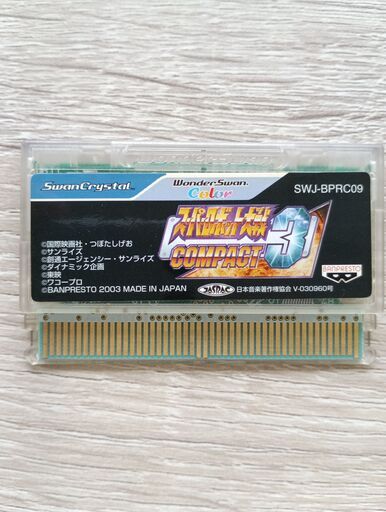 SwanCrystal™
WonderSwan™
Color
SWJ-BPRC09
スーパーロボット大戦
COMPACT 3
©国際映画社・つぼたしげお
©サンライズ
©創通エージェンシー・サンライズ
©ダイナミック企画
©東映
©ワコープロ
©BANPRESTO 2003 MADE IN JAPAN
JASRAC
日本音楽著作権協会 V-030960号
BANPRESTO